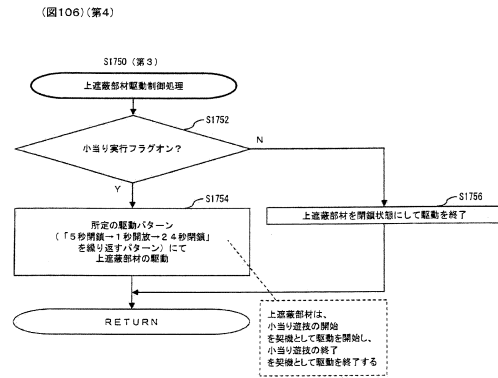 (図106)(第4)
S1750 (第3)
上遮蔽部材駆動制御処理
S1752
小当り実行フラグオン？
N
Y
S1754
所定の駆動パターン
(「5秒閉鎖→1秒開放→24秒閉鎖」
を繰り返すパターン)にて
上遮蔽部材の駆動
S1756
上遮蔽部材を閉鎖状態にして駆動を終了
RETURN
上遮蔽部材は、
小当り遊技の開始
を契機として駆動を開始し、
小当り遊技の終了
を契機として駆動を終了する